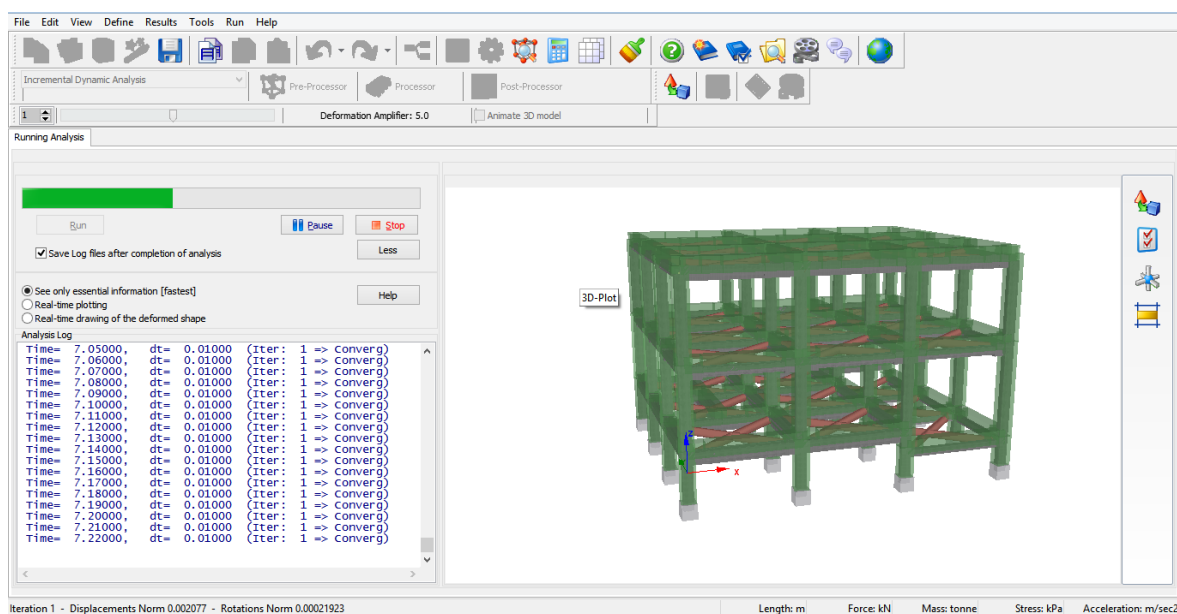 File Edit View Define Results Tools Run Help
Incremental Dynamic Analysis
Pre-Processor
Processor
Post-Processor
1
Deformation Amplifier: 5.0
Animate 3D model
Running Analysis
Run
Pause
Stop
Save Log files after completion of analysis
Less
See only essential information [fastest]
Real-time plotting
Real-time drawing of the deformed shape
Help
Analysis Log
Time= 7.05000, dt= 0.01000 (Iter: 1 => Converg)
Time= 7.06000, dt= 0.01000 (Iter: 1 => Converg)
Time= 7.07000, dt= 0.01000 (Iter: 1 => Converg)
Time= 7.08000, dt= 0.01000 (Iter: 1 => Converg)
Time= 7.09000, dt= 0.01000 (Iter: 1 => Converg)
Time= 7.10000, dt= 0.01000 (Iter: 1 => Converg)
Time= 7.11000, dt= 0.01000 (Iter: 1 => Converg)
Time= 7.12000, dt= 0.01000 (Iter: 1 => Converg)
Time= 7.13000, dt= 0.01000 (Iter: 1 => Converg)
Time= 7.14000, dt= 0.01000 (Iter: 1 => Converg)
Time= 7.15000, dt= 0.01000 (Iter: 1 => Converg)
Time= 7.16000, dt= 0.01000 (Iter: 1 => Converg)
Time= 7.17000, dt= 0.01000 (Iter: 1 => Converg)
Time= 7.18000, dt= 0.01000 (Iter: 1 => Converg)
Time= 7.19000, dt= 0.01000 (Iter: 1 => Converg)
Time= 7.20000, dt= 0.01000 (Iter: 1 => Converg)
Time= 7.21000, dt= 0.01000 (Iter: 1 => Converg)
Time= 7.22000, dt= 0.01000 (Iter: 1 => Converg)
3D-Plot
z
x
Iteration 1 - Displacements Norm 0.002077 - Rotations Norm 0.00021923
Length: m Force: kN Mass: tonne Stress: kPa Acceleration: m/sec2